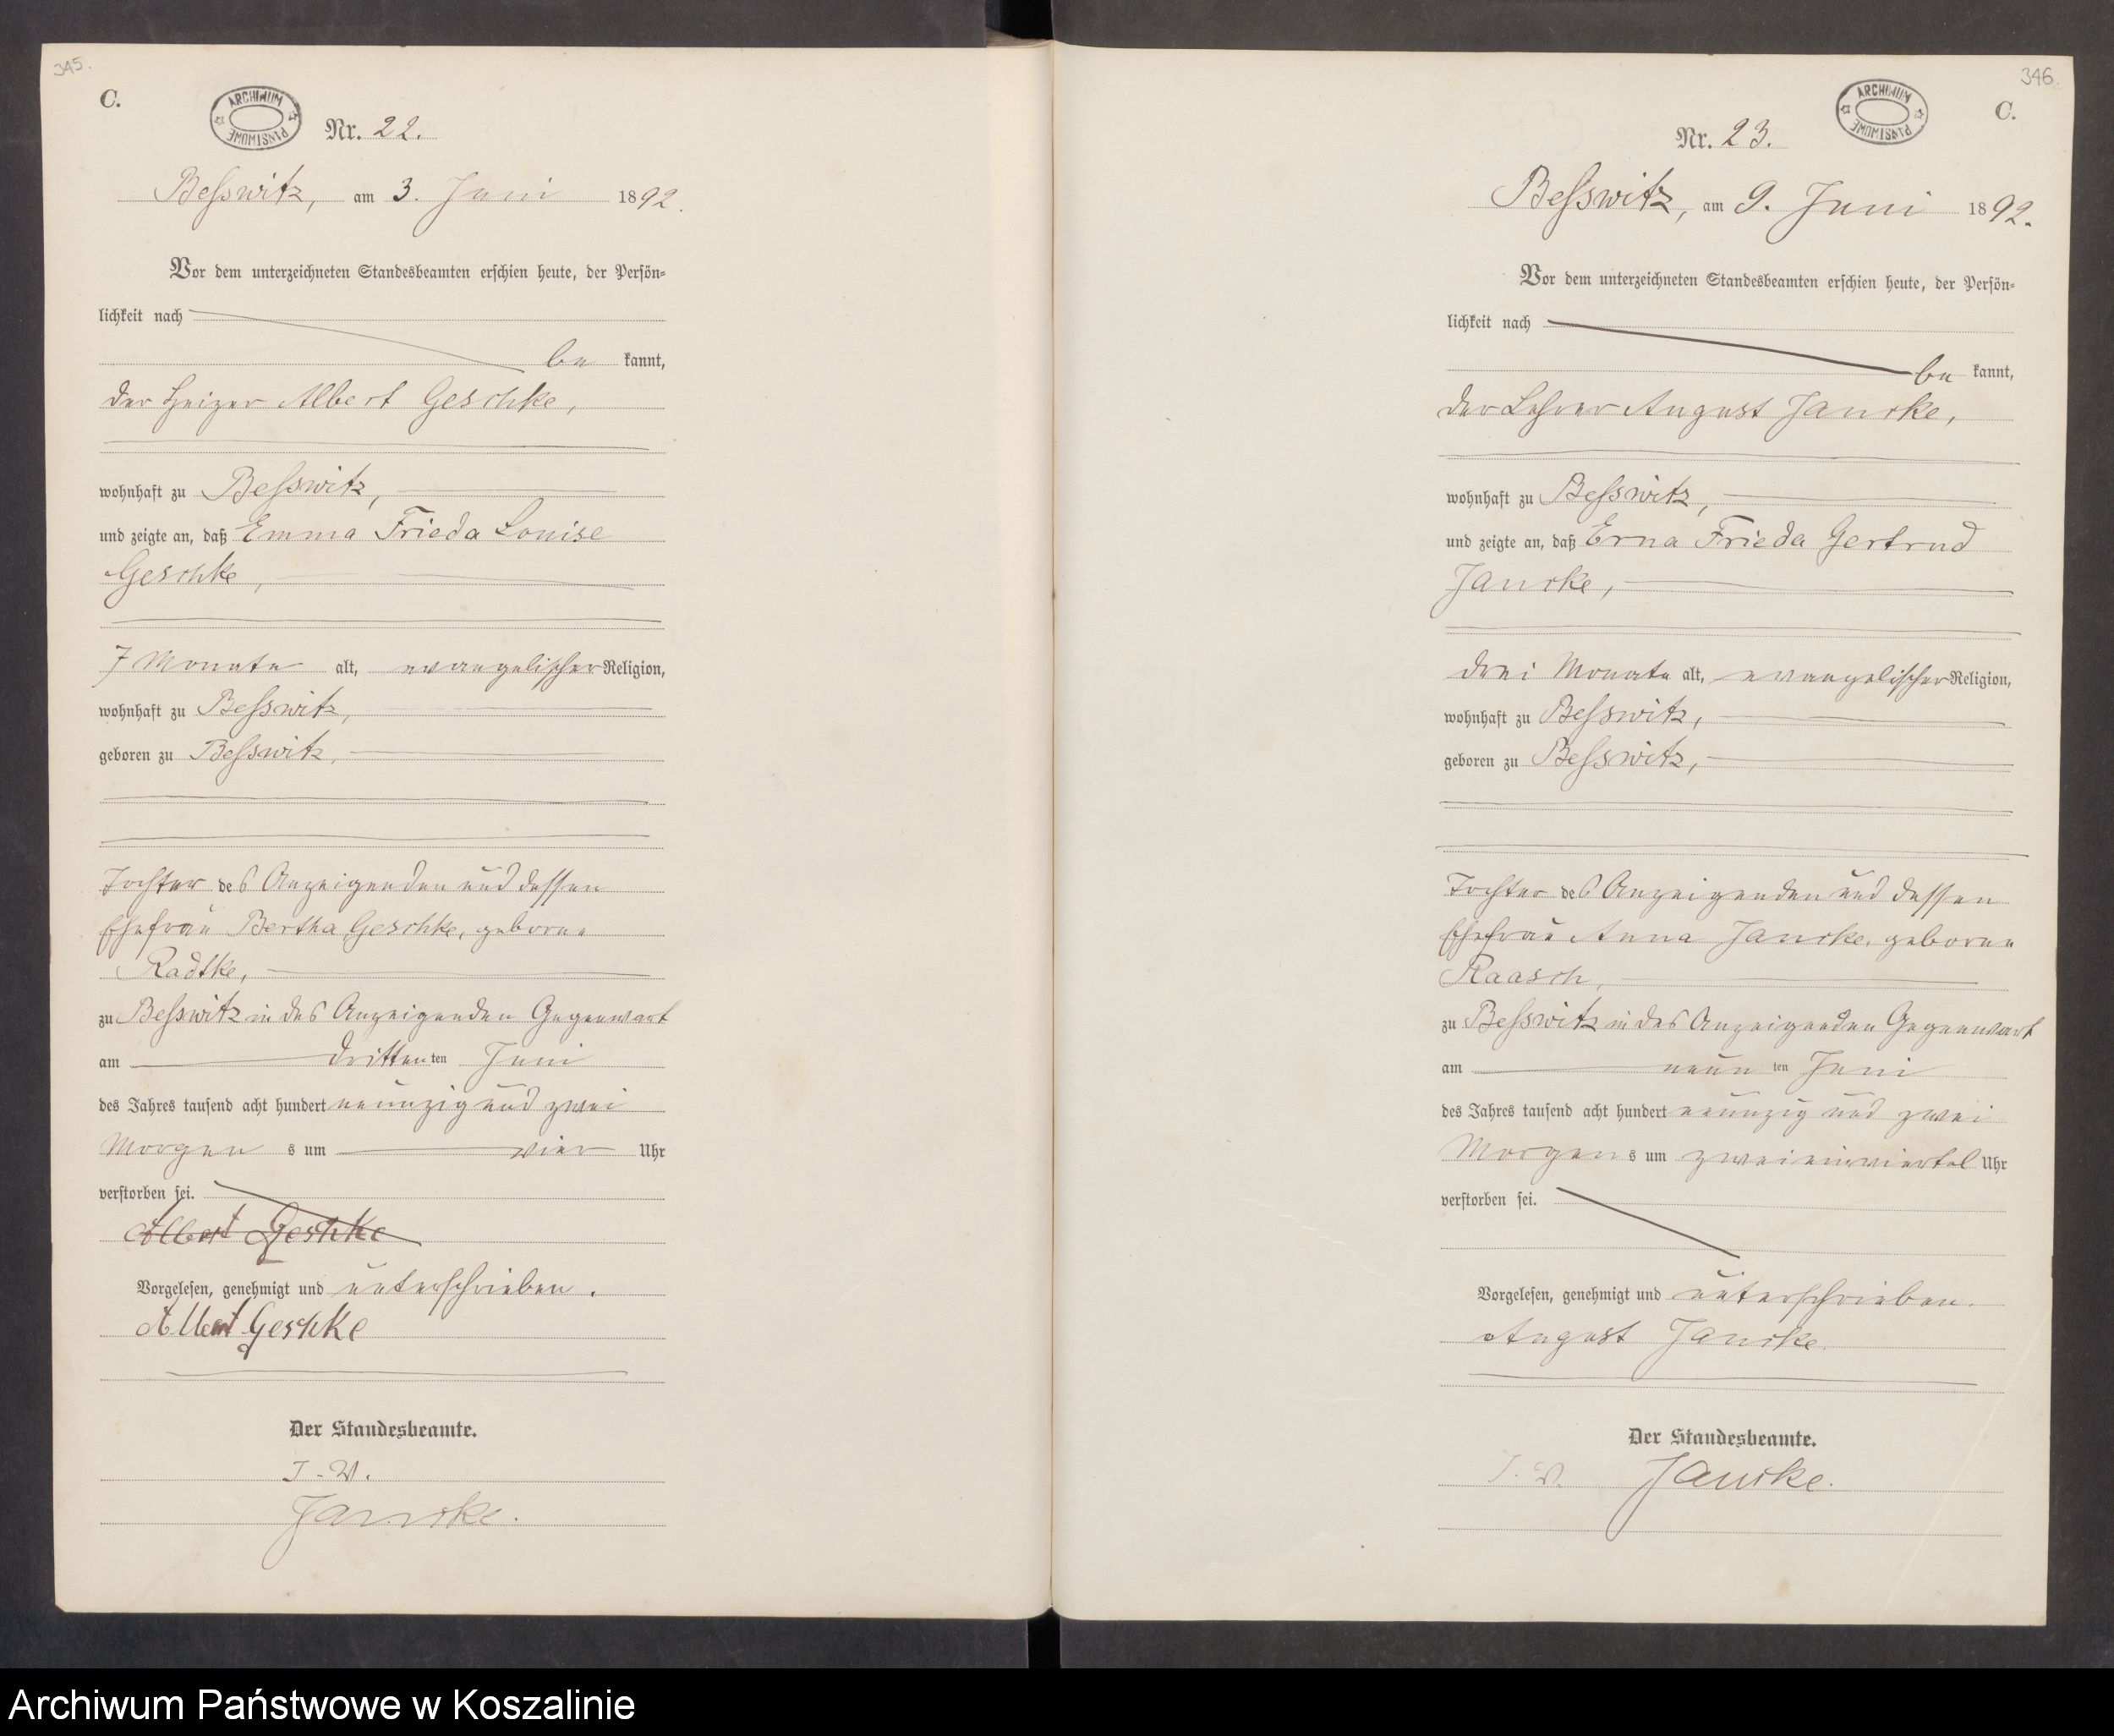 345.
C.
ARCHIWUM PAŃSTWOWE
Nr. 22.
Beſswitz, am 3. Juni 1892.
Vor dem unterzeichneten Standesbeamten erschien heute, der Persön-
lichkeit nach
be kannt,
der Heizer Albert Geschke,
wohnhaft zu Beſswitz,
und zeigte an, daß Emma Frieda Louise
Geschke,
7 Monate alt, evangelischer Religion,
wohnhaft zu Beſswitz,
geboren zu Beſswitz,
Tochter des Anzeigenden und dessen
Ehefrau Bertha Geschke, geborene
Radtke,
zu Beſswitz in des Anzeigenden Gegenwart
am dritten ten Juni
des Jahres tausend acht hundert neunzig und zwei
Morgens um vier Uhr
verstorben sei.
Albert Geschke
Vorgelesen, genehmigt und unterschrieben.
Albert Geschke
Der Standesbeamte.
I. V.
Jancke.
346.
C.
ARCHIWUM PAŃSTWOWE
Nr. 23.
Beſswitz, am 9. Juni 1892.
Vor dem unterzeichneten Standesbeamten erschien heute, der Persön-
lichkeit nach
be kannt,
der Lehrer August Jancke,
wohnhaft zu Beſswitz,
und zeigte an, daß Erna Frieda Gertrud
Jancke,
drei Monate alt, evangelischer Religion,
wohnhaft zu Beſswitz,
geboren zu Beſswitz,
Tochter des Anzeigenden und dessen
Ehefrau Anna Jancke, geborene
Raasch,
zu Beſswitz in des Anzeigenden Gegenwart
am neun ten Juni
des Jahres tausend acht hundert neunzig und zwei
Morgens um zweieinviertel Uhr
verstorben sei.
Vorgelesen, genehmigt und unterschrieben.
August Jancke.
Der Standesbeamte.
I. V. Jancke.
Archiwum Państwowe w Koszalinie